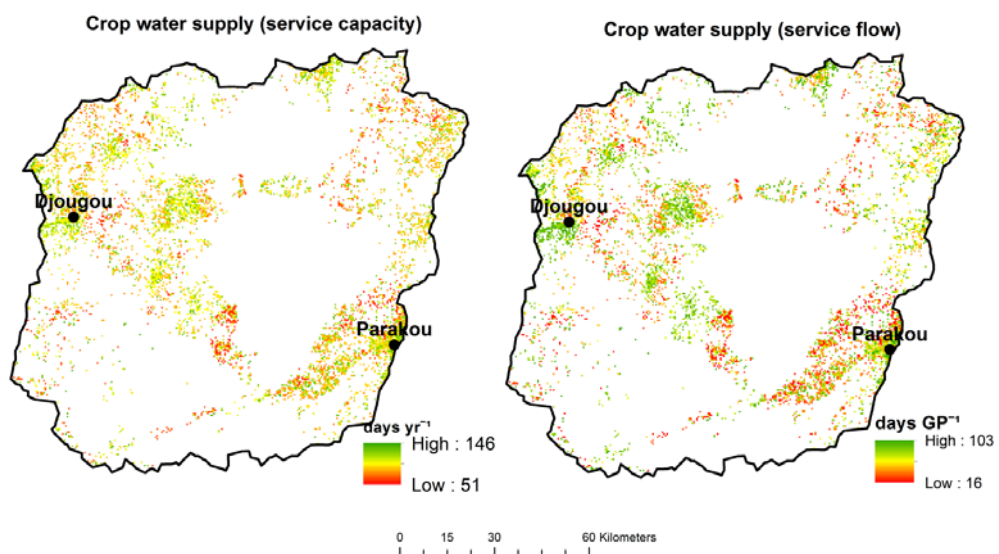 Crop water supply (service capacity)
Crop water supply (service flow)
Djougou
Parakou
days yr⁻¹
High : 146
Low : 51
Djougou
Parakou
days GP⁻¹
High : 103
Low : 16
0 15 30 60 Kilometers